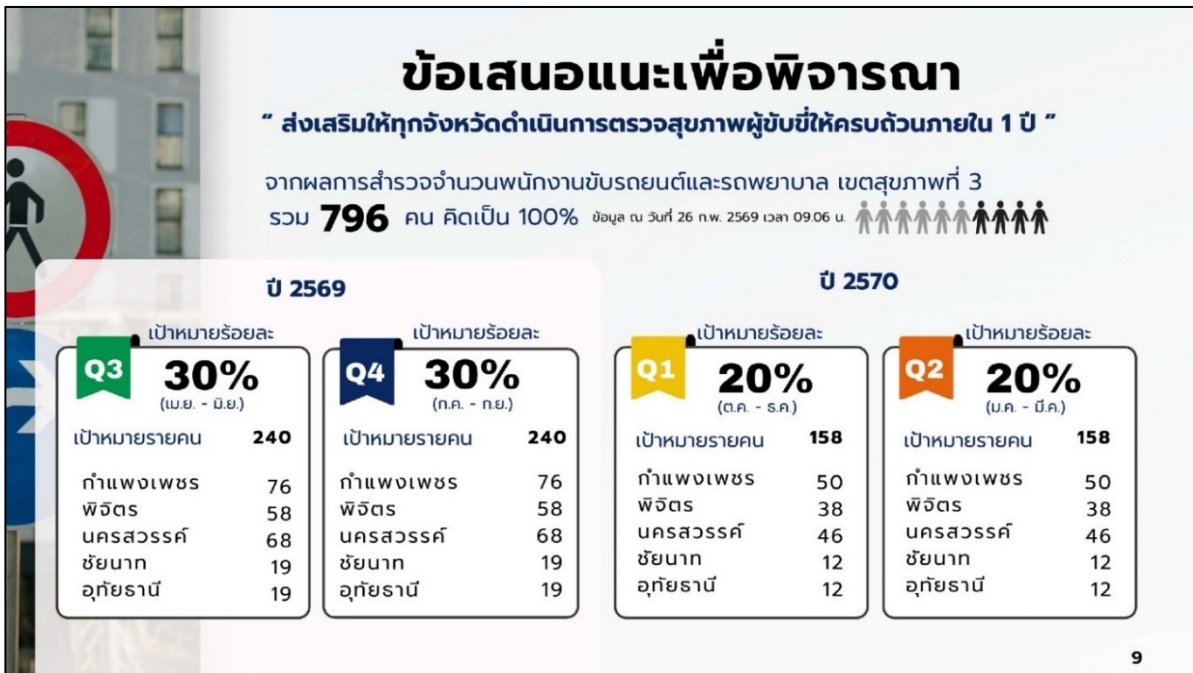 ข้อเสนอแนะเพื่อพิจารณา
" ส่งเสริมให้ทุกจังหวัดดำเนินการตรวจสุขภาพผู้ขับขี่ให้ครบถ้วนภายใน 1 ปี "
จากผลการสำรวจจำนวนพนักงานขับรถยนต์และรถพยาบาล เขตสุขภาพที่ 3
รวม 796 คน คิดเป็น 100% ข้อมูล ณ วันที่ 26 ก.พ. 2569 เวลา 09.06 น.
ปี 2569
เป้าหมายร้อยละ
Q3 30%
(เม.ย. - มิ.ย.)
เป้าหมายรายคน 240
กำแพงเพชร 76
พิจิตร 58
นครสวรรค์ 68
ชัยนาท 19
อุทัยธานี 19
เป้าหมายร้อยละ
Q4 30%
(ก.ค. - ก.ย.)
เป้าหมายรายคน 240
กำแพงเพชร 76
พิจิตร 58
นครสวรรค์ 68
ชัยนาท 19
อุทัยธานี 19
ปี 2570
เป้าหมายร้อยละ
Q1 20%
(ต.ค. - ธ.ค.)
เป้าหมายรายคน 158
กำแพงเพชร 50
พิจิตร 38
นครสวรรค์ 46
ชัยนาท 12
อุทัยธานี 12
เป้าหมายร้อยละ
Q2 20%
(ม.ค. - มี.ค.)
เป้าหมายรายคน 158
กำแพงเพชร 50
พิจิตร 38
นครสวรรค์ 46
ชัยนาท 12
อุทัยธานี 12
9